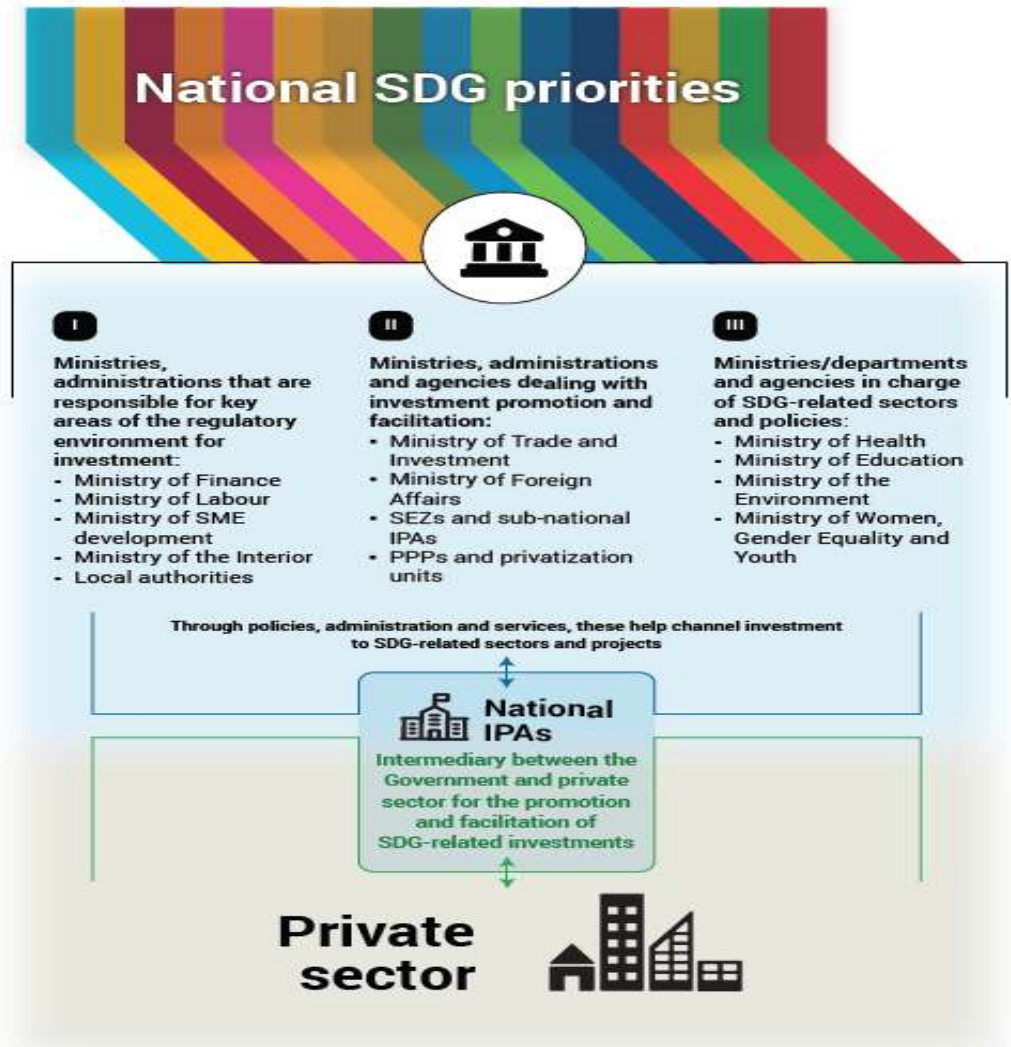 National SDG priorities
I
Ministries,
administrations that are
responsible for key
areas of the regulatory
environment for
investment:
- Ministry of Finance
- Ministry of Labour
- Ministry of SME
development
- Ministry of the Interior
- Local authorities
II
Ministries, administrations
and agencies dealing with
investment promotion and
facilitation:
• Ministry of Trade and
Investment
• Ministry of Foreign
Affairs
• SEZs and sub-national
IPAs
• PPPs and privatization
units
III
Ministries/departments
and agencies in charge
of SDG-related sectors
and policies:
- Ministry of Health
- Ministry of Education
- Ministry of the
Environment
- Ministry of Women,
Gender Equality and
Youth
Through policies, administration and services, these help channel investment
to SDG-related sectors and projects
National
IPAs
Intermediary between the
Government and private
sector for the promotion
and facilitation of
SDG-related investments
Private
sector